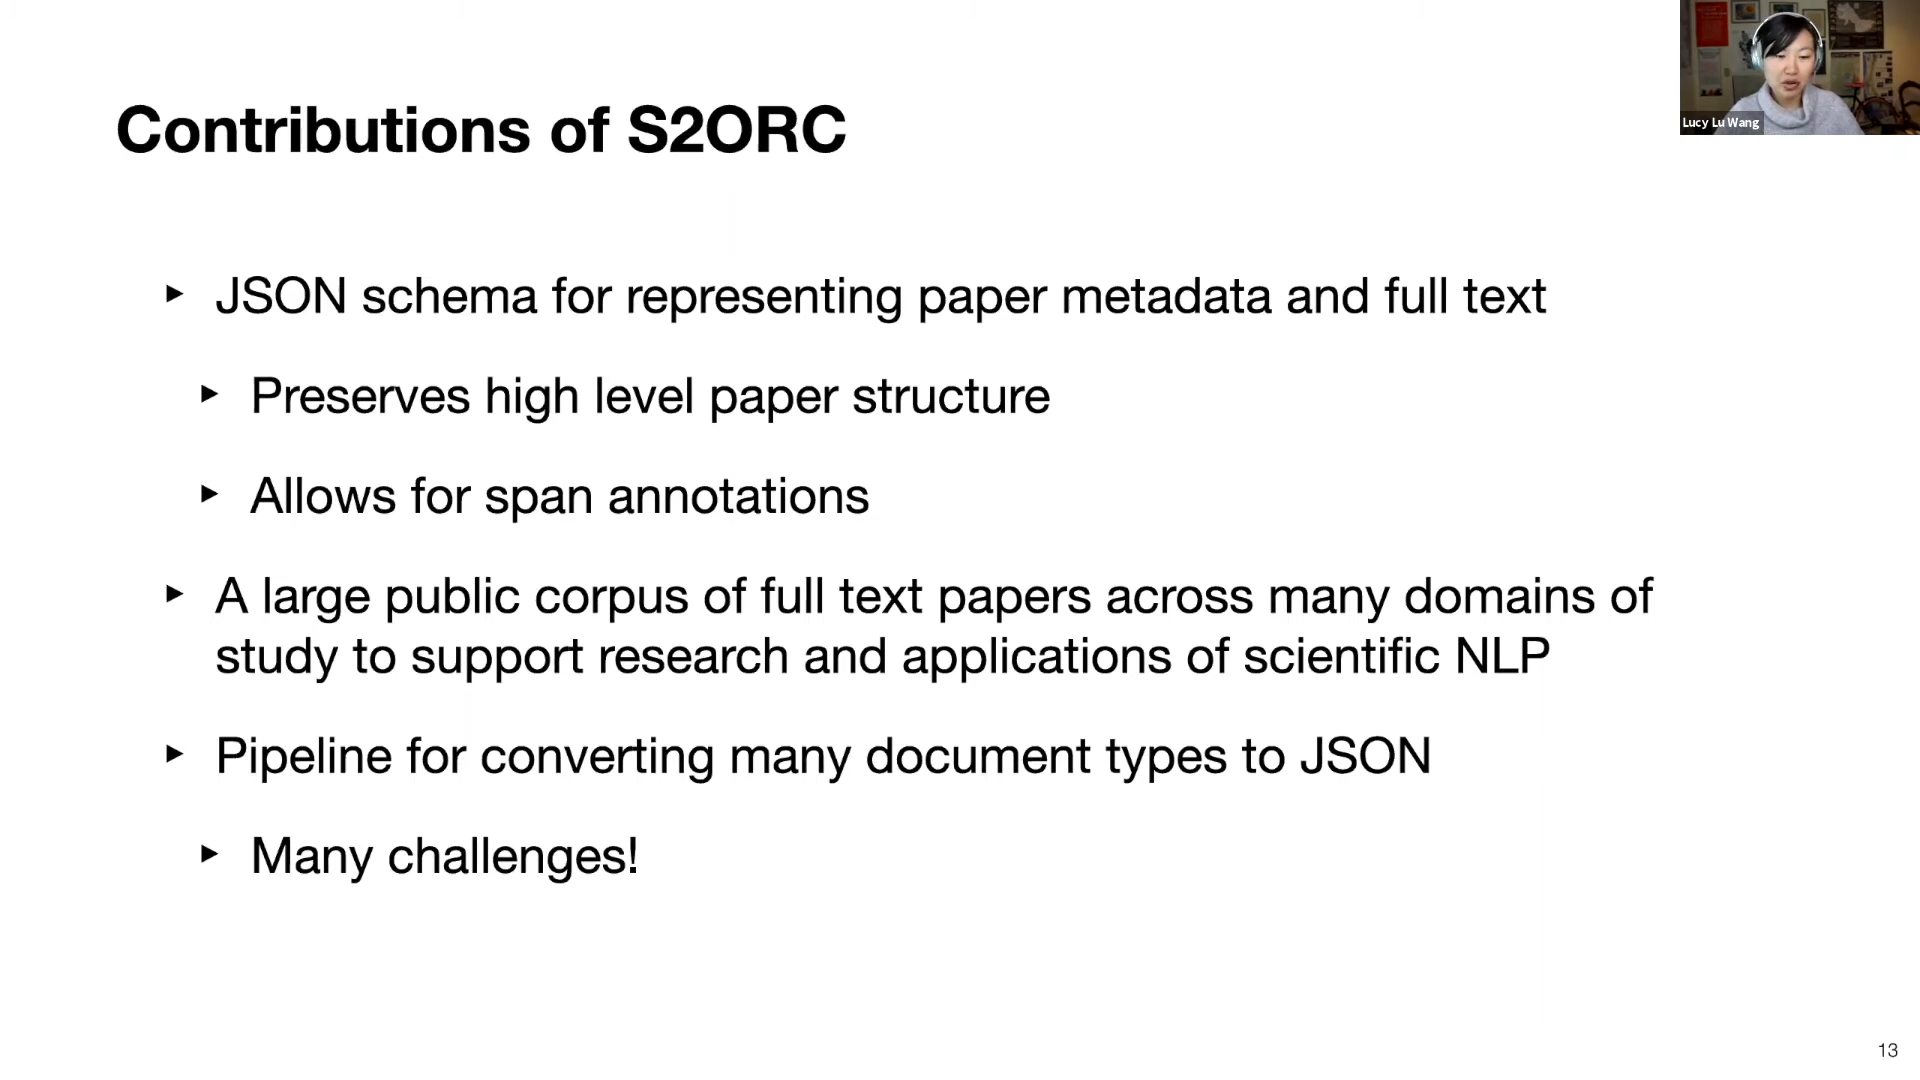 Contributions of S2ORC
Lucy Lu Wang
‣ JSON schema for representing paper metadata and full text
‣ Preserves high level paper structure
‣ Allows for span annotations
‣ A large public corpus of full text papers across many domains of
study to support research and applications of scientific NLP
‣ Pipeline for converting many document types to JSON
‣ Many challenges!
13